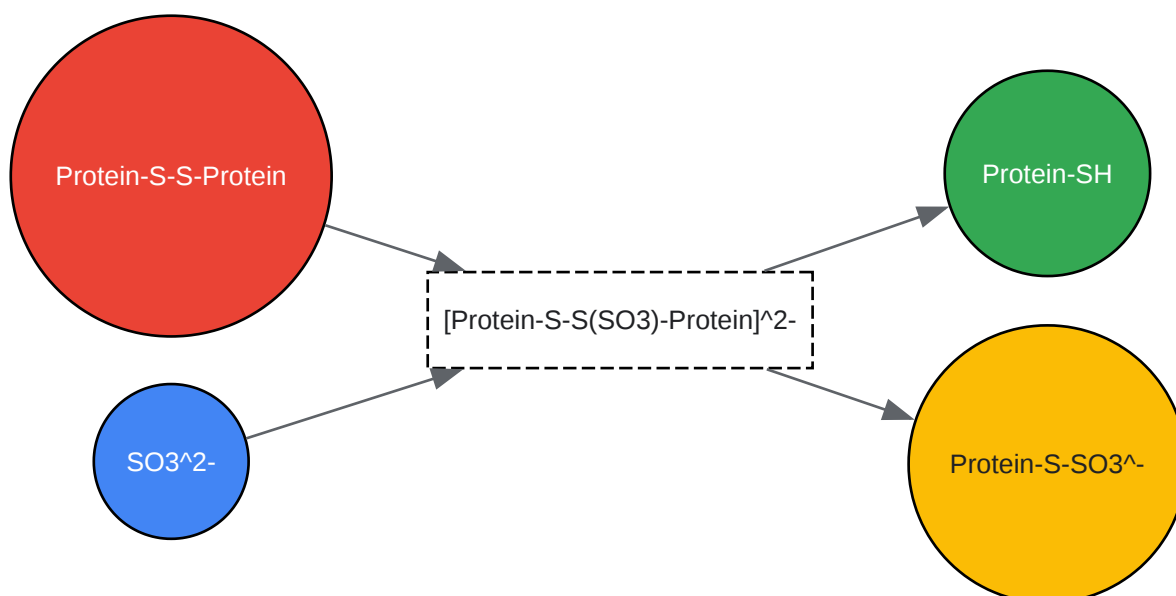 Protein-S-S-Protein
Protein-SH
[Protein-S-S(SO3)-Protein]^2-
SO3^2-
Protein-S-SO3^-